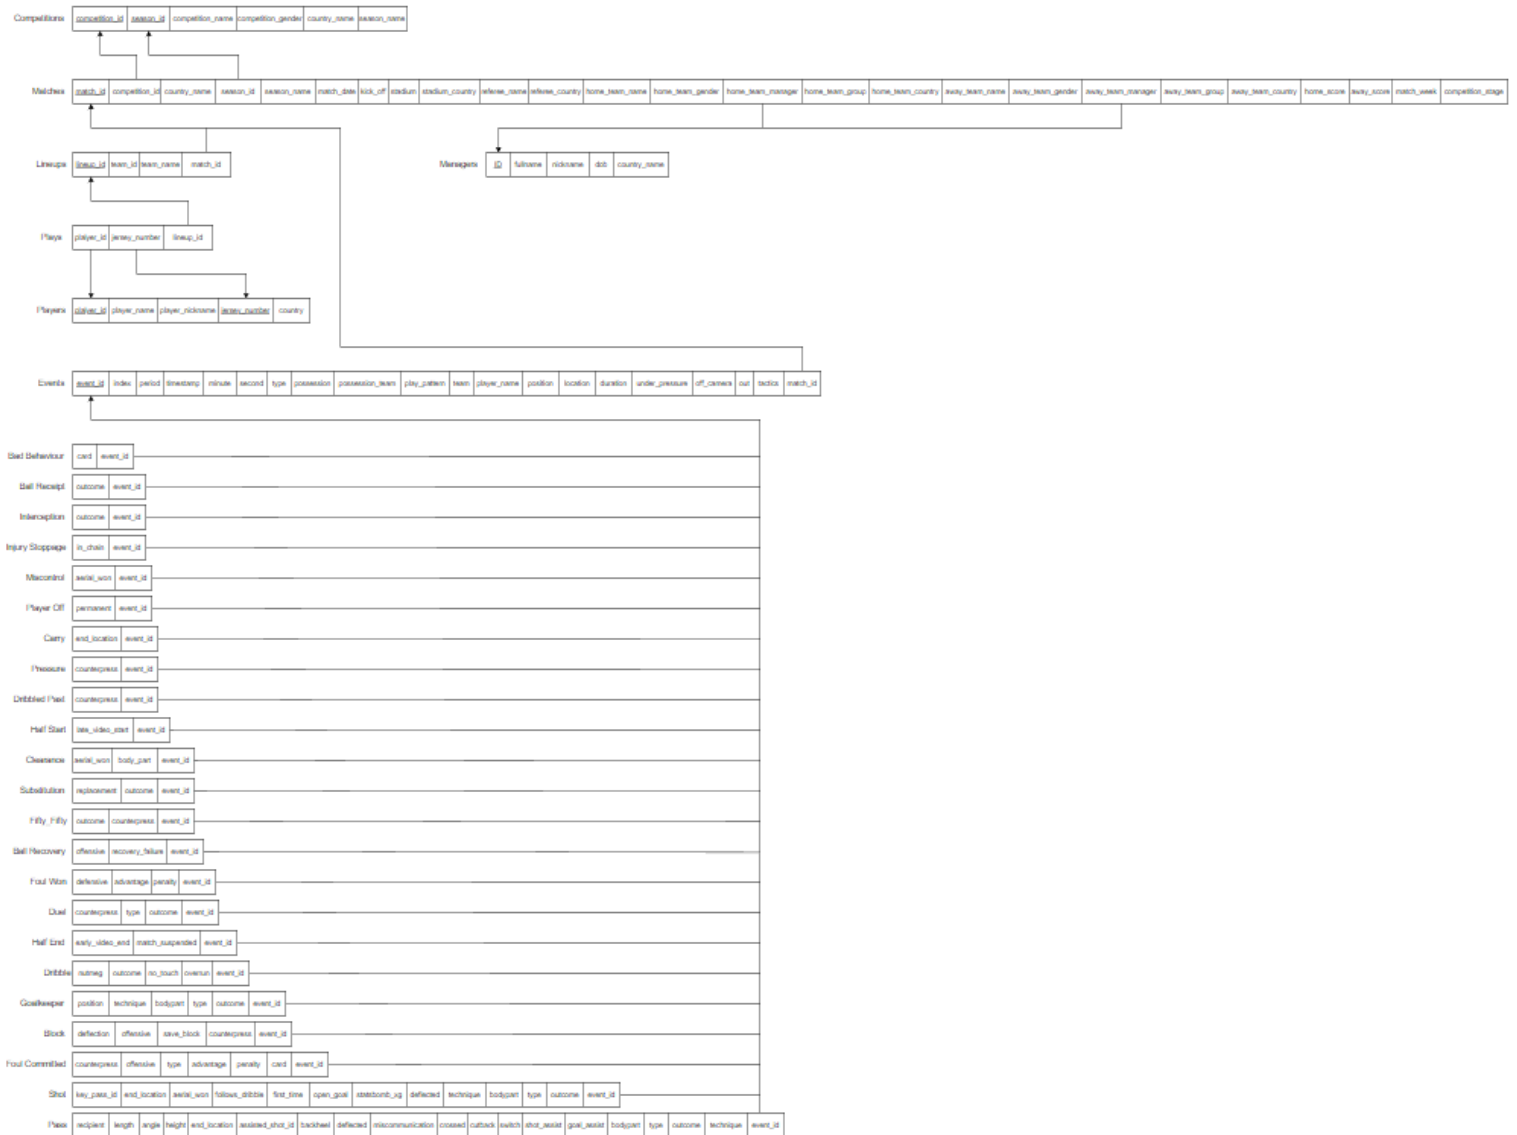 Competitions competition_id season_id competition_name competition_gender country_name season_name
Matches match_id competition_id country_name season_id season_name match_date kick_off stadium stadium_country referee_name referee_country home_team_name home_team_gender home_team_manager home_team_group home_team_country away_team_name away_team_gender away_team_manager away_team_group away_team_country home_score away_score match_week competition_stage
Lineups lineup_id team_id team_name match_id
Managers ID fullname nickname dob country_name
Plays player_id jersey_number lineup_id
Players player_id player_name player_nickname jersey_number country
Events event_id index period timestamp minute second type possession possession_team play_pattern team player_name position location duration under_pressure off_camera out tactics match_id
Bad Behaviour card event_id
Ball Receipt outcome event_id
Interception outcome event_id
Injury Stoppage in_chain event_id
Miscontrol aerial_won event_id
Player Off permanent event_id
Carry end_location event_id
Pressure counterpress event_id
Dribbled Past counterpress event_id
Half Start late_video_start event_id
Clearance aerial_won body_part event_id
Substitution replacement outcome event_id
Fifty_Fifty outcome counterpress event_id
Ball Recovery offensive recovery_failure event_id
Foul Won defensive advantage penalty event_id
Duel counterpress type outcome event_id
Half End early_video_end match_suspended event_id
Dribble nutmeg outcome no_touch overrun event_id
Goalkeeper position technique bodypart type outcome event_id
Block deflection offensive save_block counterpress event_id
Foul Committed counterpress offensive type advantage penalty card event_id
Shot key_pass_id end_location aerial_won follows_dribble first_time open_goal statsbomb_xg deflected technique bodypart type outcome event_id
Pass recipient length angle height end_location assisted_shot_id backheel deflected miscommunication crossed cutback switch shot_assist goal_assist bodypart type outcome technique event_id